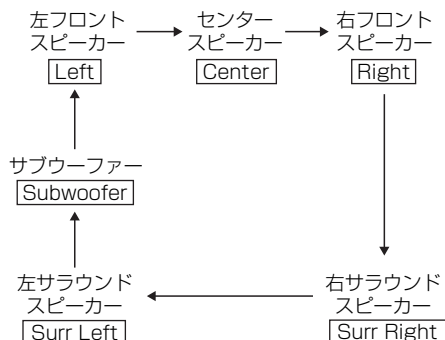 左フロント
スピーカー
Left
センター
スピーカー
Center
右フロント
スピーカー
Right
サブウーファー
Subwoofer
左サラウンド
スピーカー
Surr Left
右サラウンド
スピーカー
Surr Right